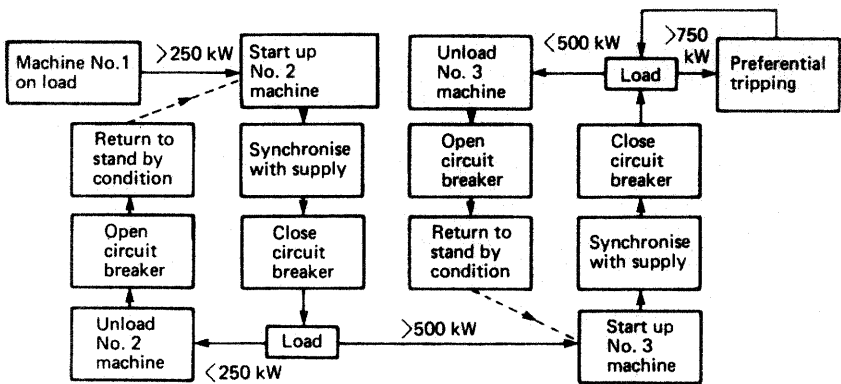 Machine No.1
on load
>250 kW
Start up
No. 2
machine
Synchronise
with supply
Close
circuit
breaker
Load
<250 kW
Unload
No. 2
machine
Open
circuit
breaker
Return to
stand by
condition
>500 kW
Start up
No. 3
machine
Synchronise
with supply
Close
circuit
breaker
Load
>750
kW
Preferential
tripping
<500 kW
Unload
No. 3
machine
Open
circuit
breaker
Return to
stand by
condition